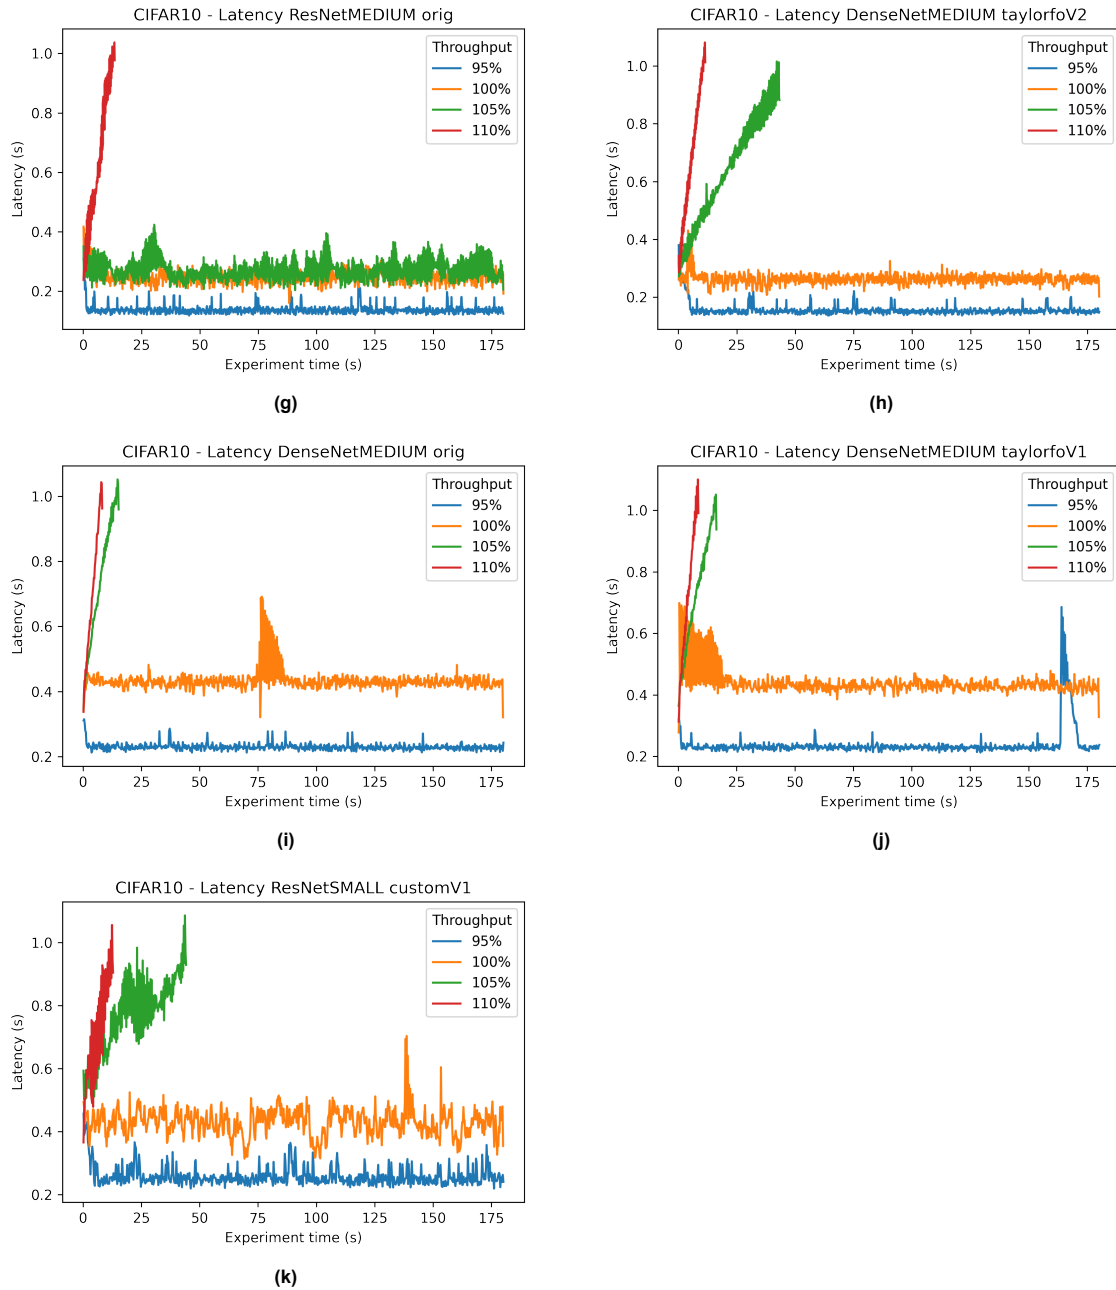 CIFAR10 - Latency ResNetMEDIUM orig
Latency (s)
1.0
0.8
0.6
0.4
0.2
0 25 50 75 100 125 150 175
Experiment time (s)
Throughput
95%
100%
105%
110%
(g)
CIFAR10 - Latency DenseNetMEDIUM taylorfoV2
Latency (s)
1.0
0.8
0.6
0.4
0.2
0 25 50 75 100 125 150 175
Experiment time (s)
Throughput
95%
100%
105%
110%
(h)
CIFAR10 - Latency DenseNetMEDIUM orig
Latency (s)
1.0
0.8
0.6
0.4
0.2
0 25 50 75 100 125 150 175
Experiment time (s)
Throughput
95%
100%
105%
110%
(i)
CIFAR10 - Latency DenseNetMEDIUM taylorfoV1
Latency (s)
1.0
0.8
0.6
0.4
0.2
0 25 50 75 100 125 150 175
Experiment time (s)
Throughput
95%
100%
105%
110%
(j)
CIFAR10 - Latency ResNetSMALL customV1
Latency (s)
1.0
0.8
0.6
0.4
0.2
0 25 50 75 100 125 150 175
Experiment time (s)
Throughput
95%
100%
105%
110%
(k)